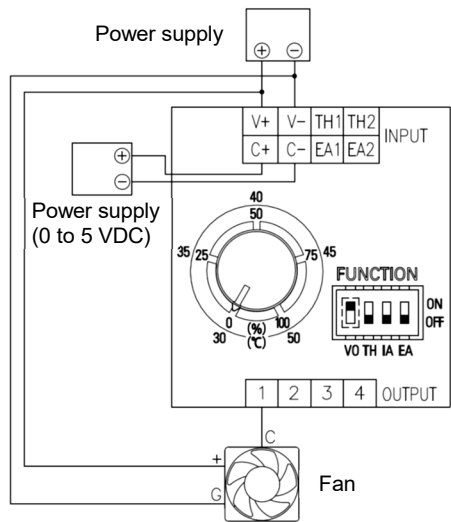 Power supply
+ −
V+ V− TH1 TH2
C+ C− EA1 EA2
INPUT
+
−
Power supply
(0 to 5 VDC)
40
50
35 25 75 45
0 (%) 100
30 (℃) 50
FUNCTION
ON
OFF
VO TH IA EA
1 2 3 4 OUTPUT
C
+
G
Fan